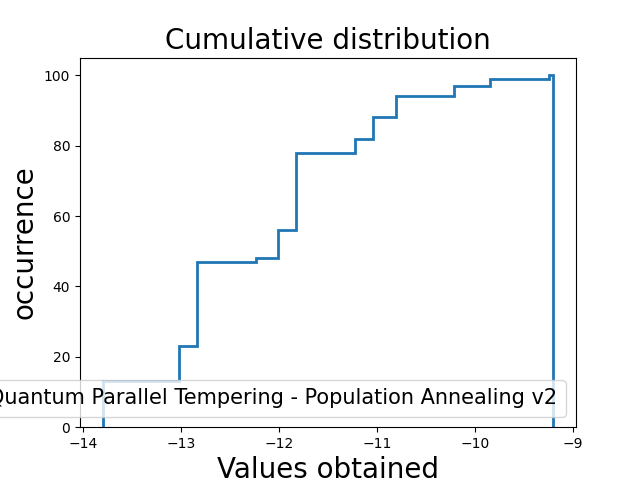 Cumulative distribution
100
80
60
40
20
0
occurrence
Quantum Parallel Tempering - Population Annealing v2
−14 −13 −12 −11 −10 −9
Values obtained